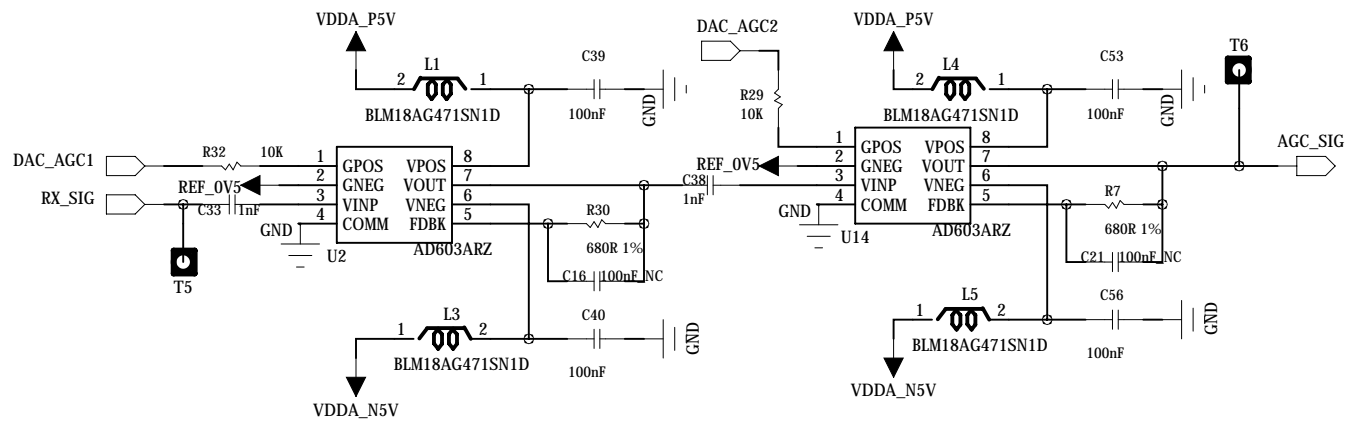 VDDA_P5V
L1
2
1
BLM18AG471SN1D
C39
100nF
GND
DAC_AGC1
R32
10K
RX_SIG
REF_0V5
C33
1nF
T5
1
2
3
4
GPOS
GNEG
VINP
COMM
VPOS
VOUT
VNEG
FDBK
8
7
6
5
GND
U2
AD603ARZ
R30
680R 1%
C16
100nF_NC
L3
1
2
BLM18AG471SN1D
C40
100nF
GND
VDDA_N5V
DAC_AGC2
R29
10K
VDDA_P5V
L4
2
1
BLM18AG471SN1D
C53
100nF
GND
T6
REF_0V5
C38
1nF
1
2
3
4
GPOS
GNEG
VINP
COMM
VPOS
VOUT
VNEG
FDBK
8
7
6
5
GND
U14
AD603ARZ
AGC_SIG
R7
680R 1%
C21
100nF_NC
L5
1
2
BLM18AG471SN1D
C56
100nF
GND
VDDA_N5V